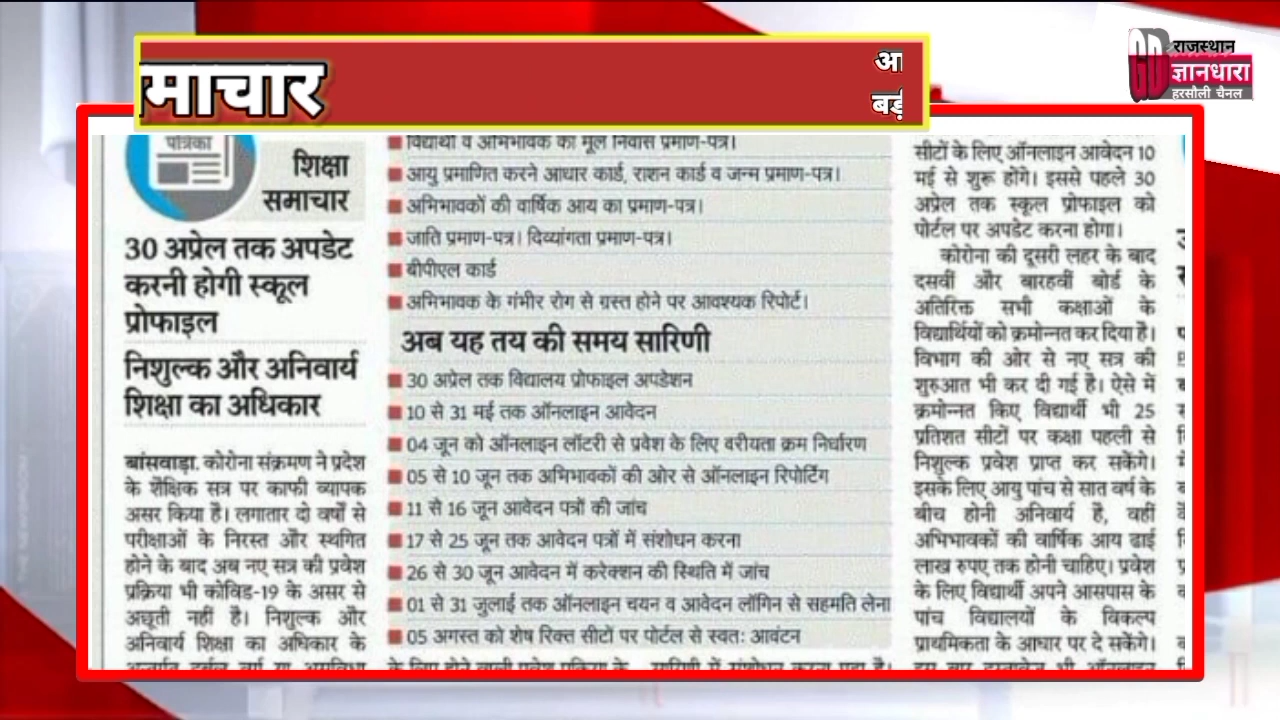 माचार
आ
राजस्थान
GD
ज्ञानधारा
हरसौली चैनल
पत्रिका
शिक्षा
समाचार
30 अप्रेल तक अपडेट
करनी होगी स्कूल
प्रोफाइल
निशुल्क और अनिवार्य
शिक्षा का अधिकार
बांसवाड़ा. कोरोना संक्रमण ने प्रदेश
के शैक्षिक सत्र पर काफी व्यापक
असर किया है। लगातार दो वर्षों से
परीक्षाओं के निरस्त और स्थगित
होने के बाद अब नए सत्र की प्रवेश
प्रक्रिया भी कोविड-19 के असर से
अछूती नहीं है। निशुल्क और
अनिवार्य शिक्षा का अधिकार के
विद्यार्थी व अभिभावक का मूल निवास प्रमाण-पत्र।
आयु प्रमाणित करने आधार कार्ड, राशन कार्ड व जन्म प्रमाण-पत्र।
अभिभावकों की वार्षिक आय का प्रमाण-पत्र।
जाति प्रमाण-पत्र। दिव्यांगता प्रमाण-पत्र।
बीपीएल कार्ड
अभिभावक के गंभीर रोग से ग्रस्त होने पर आवश्यक रिपोर्ट।
अब यह तय की समय सारिणी
30 अप्रेल तक विद्यालय प्रोफाइल अपडेशन
10 से 31 मई तक ऑनलाइन आवेदन
04 जून को ऑनलाइन लॉटरी से प्रवेश के लिए वरीयता क्रम निर्धारण
05 से 10 जून तक अभिभावकों की ओर से ऑनलाइन रिपोर्टिंग
11 से 16 जून आवेदन पत्रों की जांच
17 से 25 जून तक आवेदन पत्रों में संशोधन करना
26 से 30 जून आवेदन में करेक्शन की स्थिति में जांच
01 से 31 जुलाई तक ऑनलाइन चयन व आवेदन लॉगिन से सहमति लेना
05 अगस्त को शेष रिक्त सीटों पर पोर्टल से स्वतः आवंटन
सीटों के लिए ऑनलाइन आवेदन 10
मई से शुरू होंगे। इससे पहले 30
अप्रेल तक स्कूल प्रोफाइल को
पोर्टल पर अपडेट करना होगा।
कोरोना की दूसरी लहर के बाद
दसवीं और बारहवीं बोर्ड के
अतिरिक्त सभी कक्षाओं के
विद्यार्थियों को क्रमोन्नत कर दिया है।
विभाग की ओर से नए सत्र की
शुरुआत भी कर दी गई है। ऐसे में
क्रमोन्नत किए विद्यार्थी भी 25
प्रतिशत सीटों पर कक्षा पहली से
निशुल्क प्रवेश प्राप्त कर सकेंगे।
इसके लिए आयु पांच से सात वर्ष के
बीच होनी अनिवार्य है, वहीं
अभिभावकों की वार्षिक आय ढाई
लाख रुपए तक होनी चाहिए। प्रवेश
के लिए विद्यार्थी अपने आसपास के
पांच विद्यालयों के विकल्प
प्राथमिकता के आधार पर दे सकेंगे।